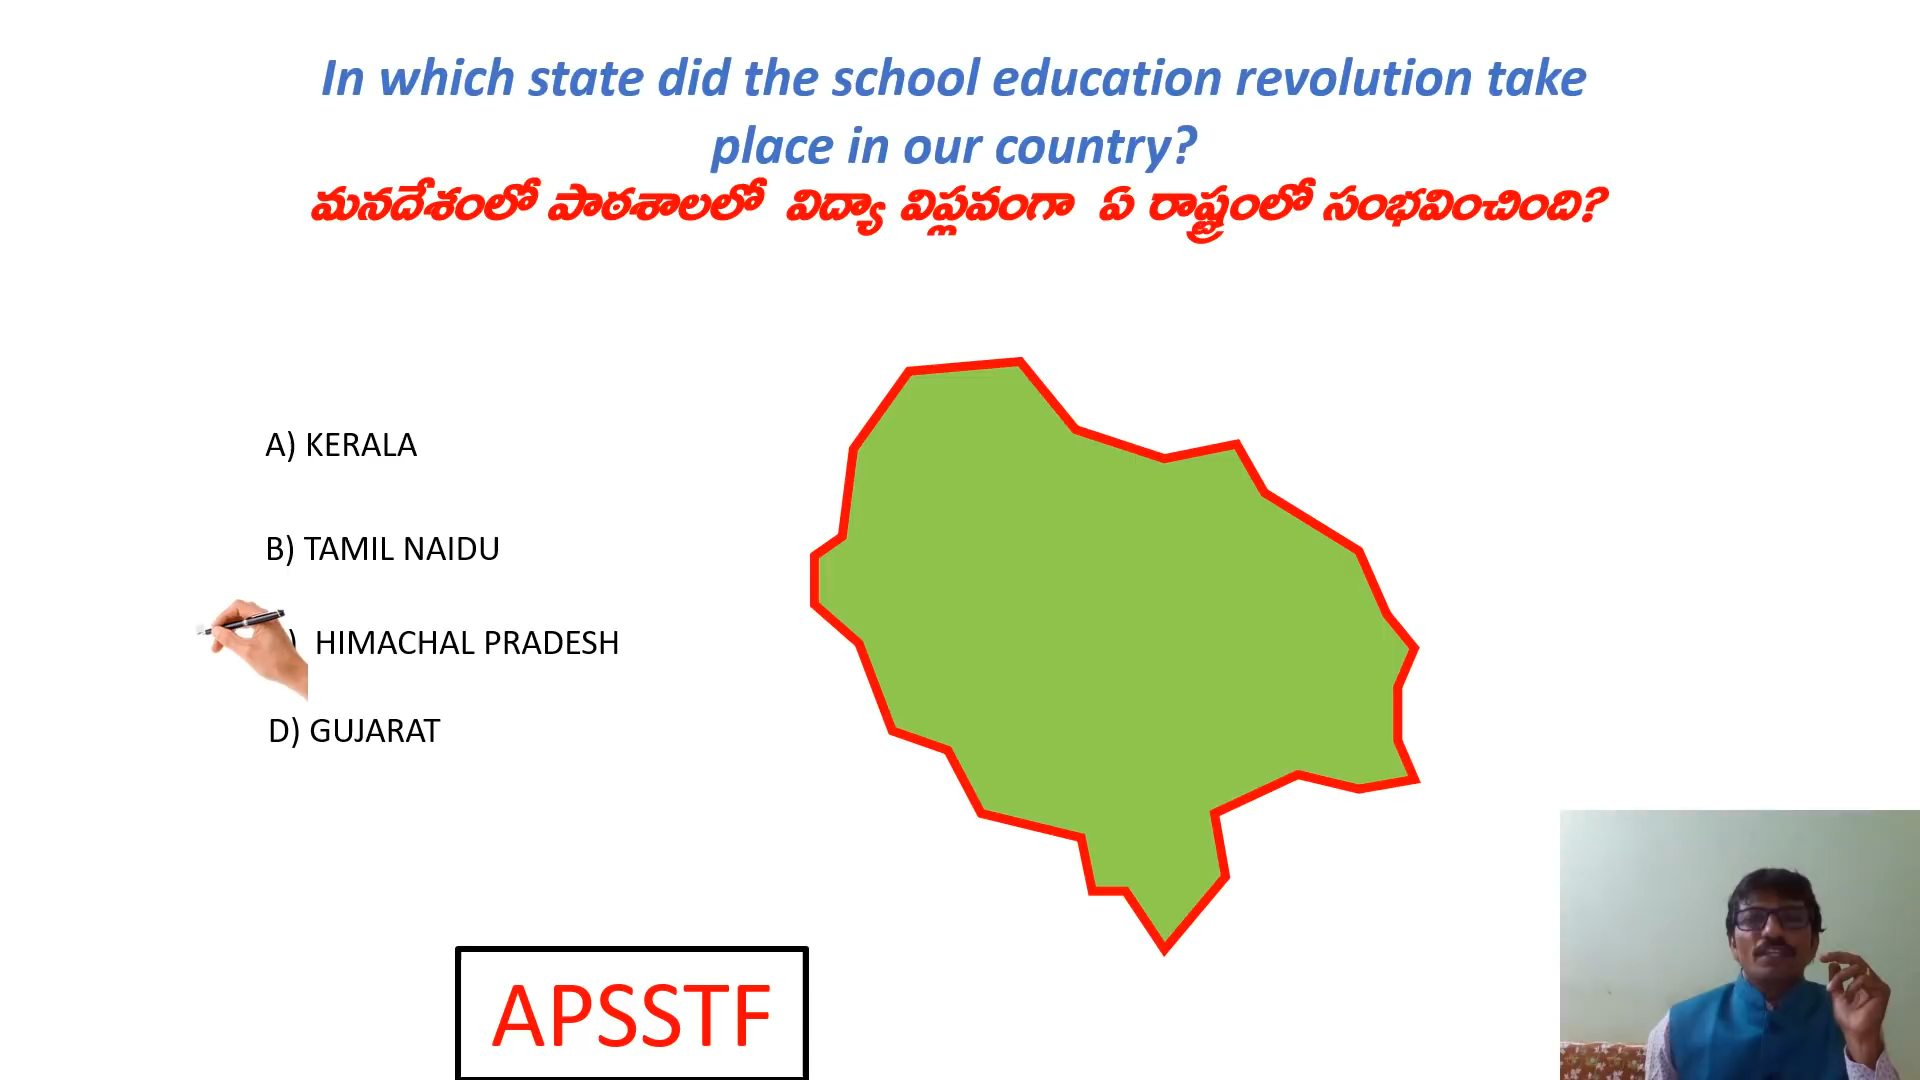 In which state did the school education revolution take
place in our country?
మనదేశంలో పాఠశాలలో విద్యా విప్లవంగా ఏ రాష్ట్రంలో సంభవించింది?
A) KERALA
B) TAMIL NAIDU
) HIMACHAL PRADESH
D) GUJARAT
APSSTF